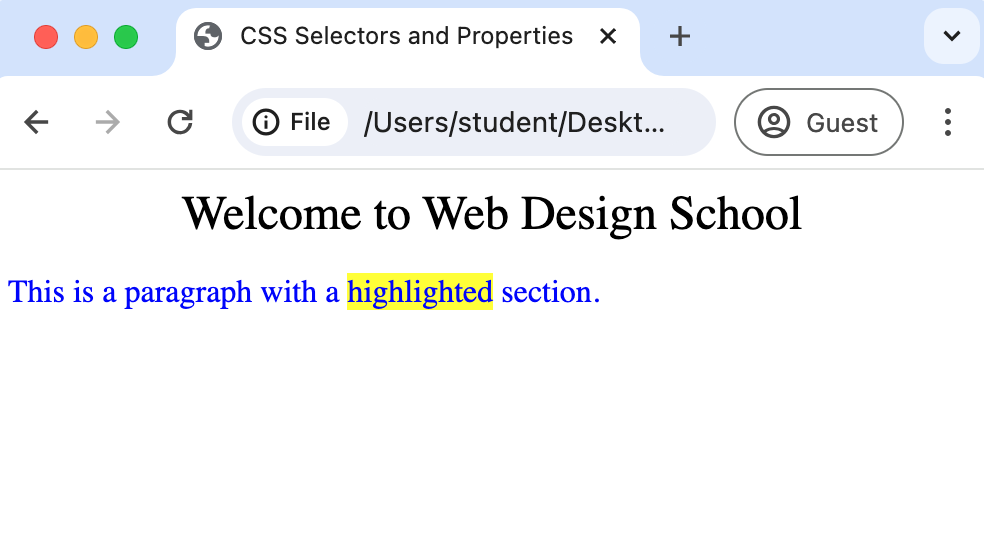 CSS Selectors and Properties
File /Users/student/Deskt... Guest
Welcome to Web Design School
This is a paragraph with a highlighted section.